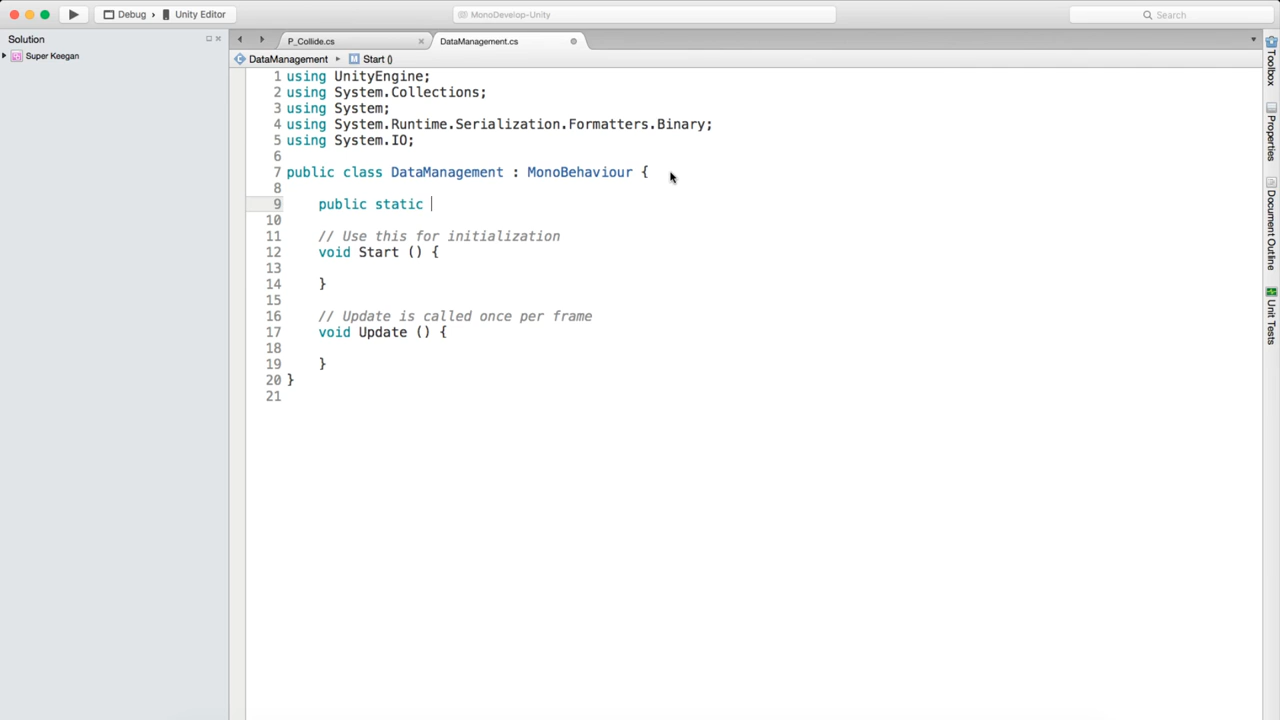 Debug › Unity Editor
MonoDevelop-Unity
Search
Solution
Super Keegan
P_Collide.cs
DataManagement.cs
DataManagement
Start ()
1 using UnityEngine;
2 using System.Collections;
3 using System;
4 using System.Runtime.Serialization.Formatters.Binary;
5 using System.IO;
6
7 public class DataManagement : MonoBehaviour {
8
9 public static
10
11 // Use this for initialization
12 void Start () {
13
14 }
15
16 // Update is called once per frame
17 void Update () {
18
19 }
20 }
21
Toolbox
Properties
Document Outline
Unit Tests